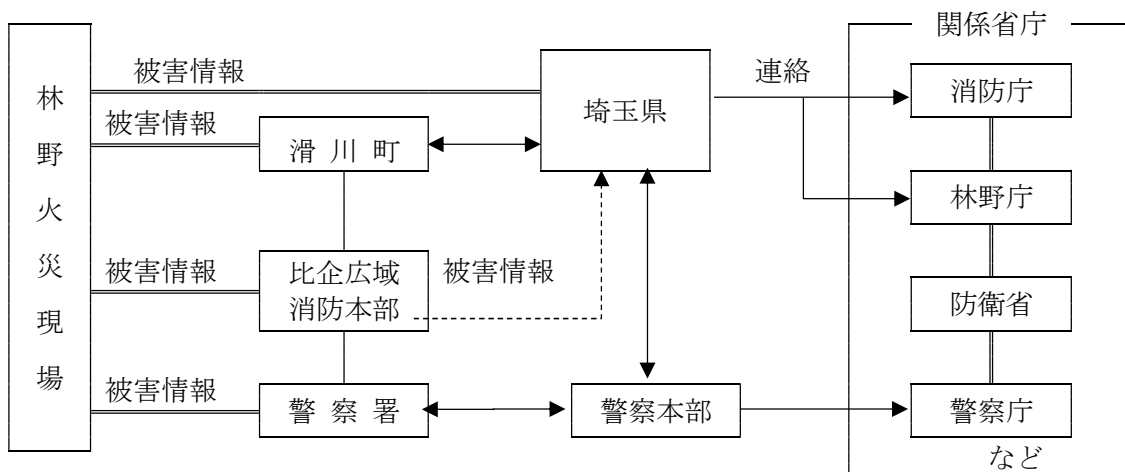 関係省庁
林野火災現場
被害情報
連絡
消防庁
埼玉県
被害情報
滑川町
林野庁
被害情報
比企広域
消防本部
被害情報
防衛省
被害情報
警察署
警察本部
警察庁
など